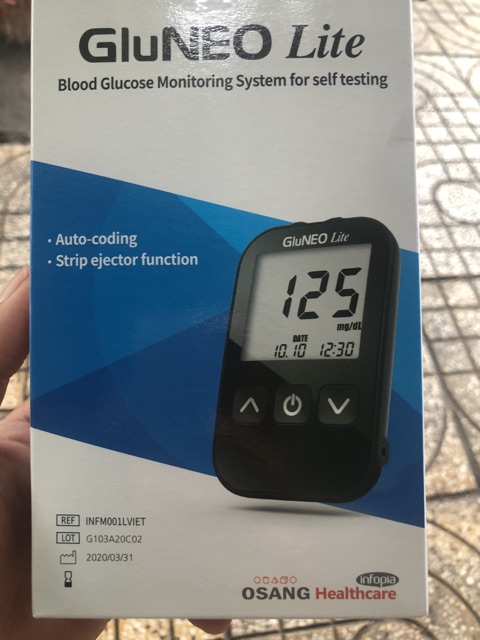 GluNEO Lite
Blood Glucose Monitoring System for self testing
· Auto-coding
· Strip ejector function
GluNEO Lite
125
mg/dL
DATE
10.10 12:30
REF INFM001LVIET
LOT G103A20C02
2020/03/31
infopia
OSANG Healthcare